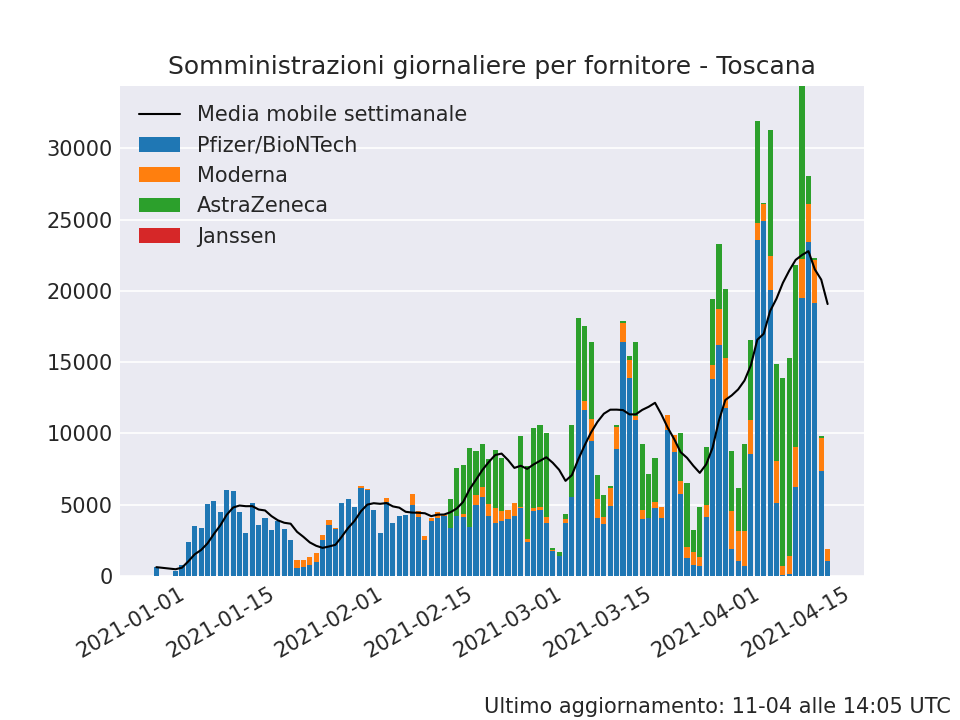 Somministrazioni giornaliere per fornitore - Toscana
Media mobile settimanale
Pfizer/BioNTech
Moderna
AstraZeneca
Janssen
30000
25000
20000
15000
10000
5000
0
2021-01-01
2021-01-15
2021-02-01
2021-02-15
2021-03-01
2021-03-15
2021-04-01
2021-04-15
Ultimo aggiornamento: 11-04 alle 14:05 UTC